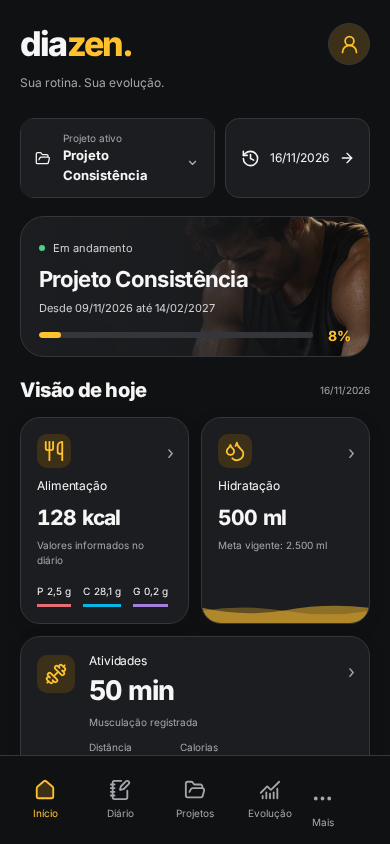 diazen.
Sua rotina. Sua evolução.
Projeto ativo
Projeto
Consistência
16/11/2026
Em andamento
Projeto Consistência
Desde 09/11/2026 até 14/02/2027
8%
Visão de hoje
16/11/2026
Alimentação
128 kcal
Valores informados no
diário
P 2,5 g C 28,1 g G 0,2 g
Hidratação
500 ml
Meta vigente: 2.500 ml
Atividades
50 min
Musculação registrada
Distância Calorias
Início Diário Projetos Evolução Mais